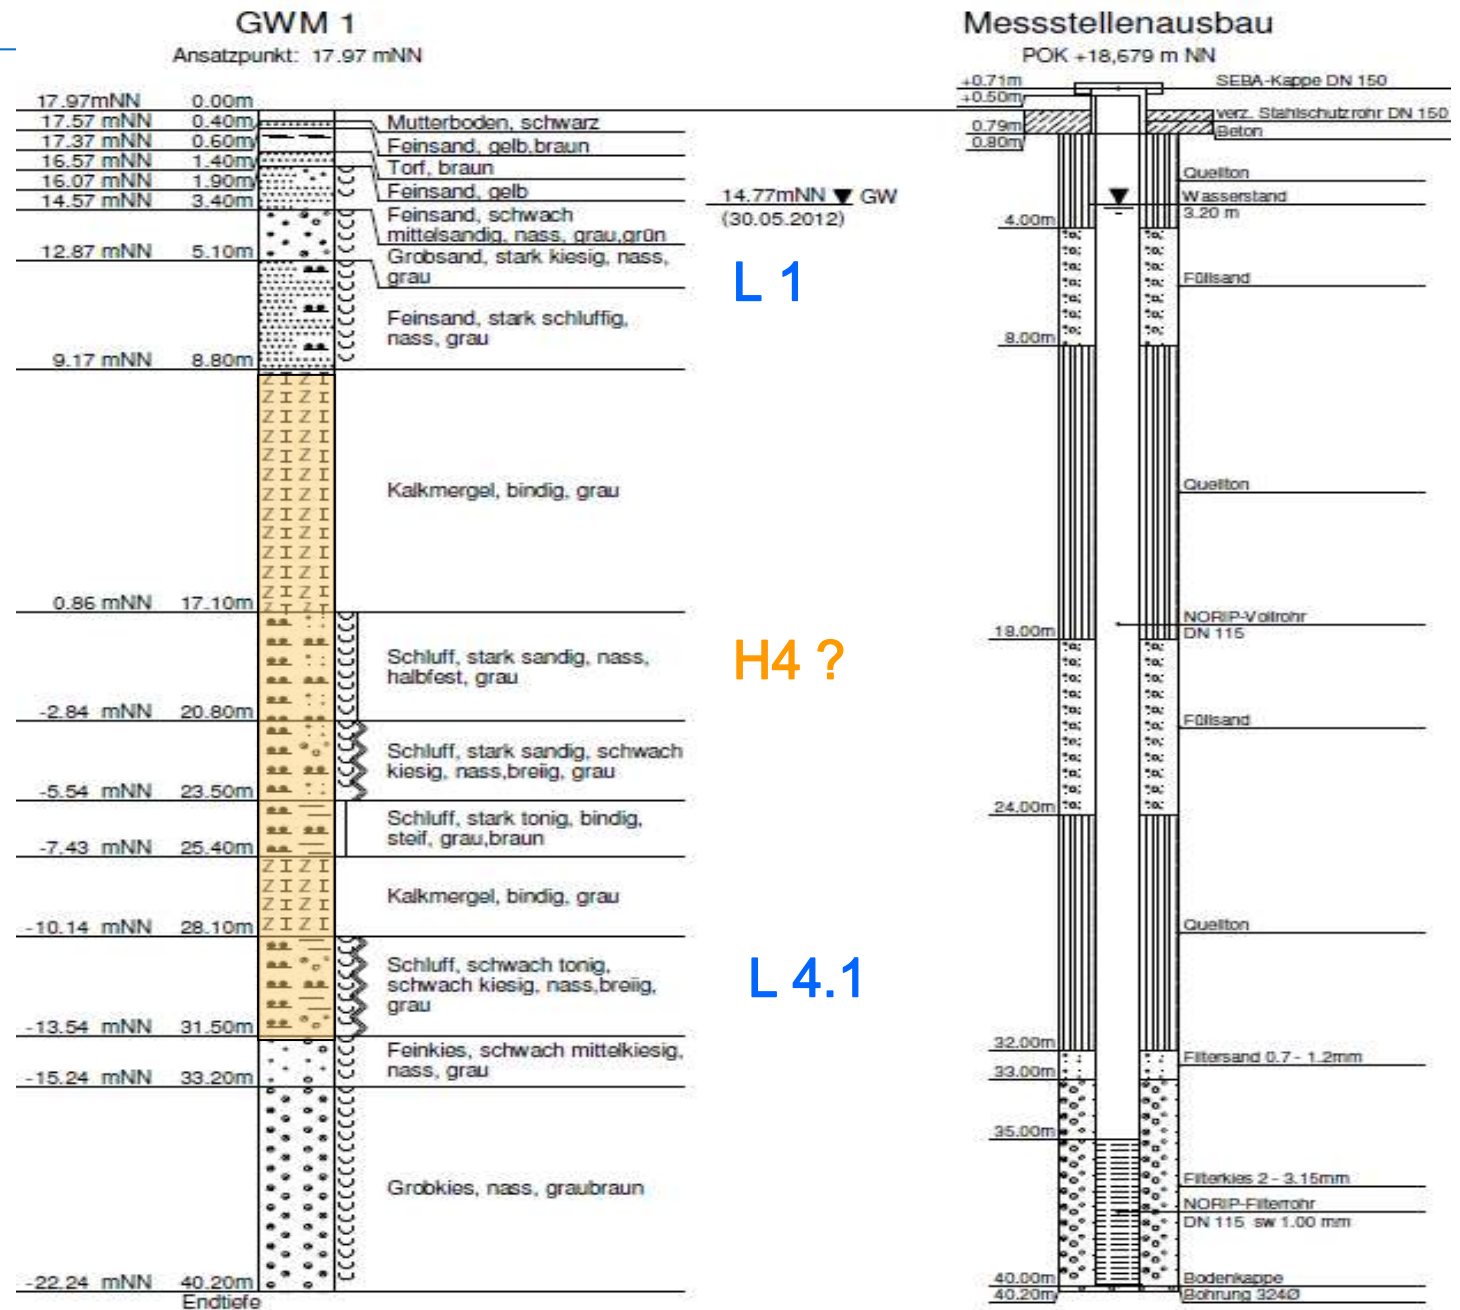 GWM 1
Ansatzpunkt: 17.97 mNN
17.97mNN 0.00m
17.57 mNN 0.40m
17.37 mNN 0.60m
16.57 mNN 1.40m
16.07 mNN 1.90m
14.57 mNN 3.40m
12.87 mNN 5.10m
9.17 mNN 8.80m
0.86 mNN 17.10m
-2.84 mNN 20.80m
-5.54 mNN 23.50m
-7.43 mNN 25.40m
-10.14 mNN 28.10m
-13.54 mNN 31.50m
-15.24 mNN 33.20m
-22.24 mNN 40.20m
Endtiefe
Mutterboden, schwarz
Feinsand, gelb,braun
Torf, braun
Feinsand, gelb
Feinsand, schwach
mittelsandig, nass, grau,grün
Grobsand, stark kiesig, nass,
grau
Feinsand, stark schluffig,
nass, grau
Kalkmergel, bindig, grau
Schluff, stark sandig, nass,
halbfest, grau
Schluff, stark sandig, schwach
kiesig, nass,breiig, grau
Schluff, stark tonig, bindig,
steif, grau,braun
Kalkmergel, bindig, grau
Schluff, schwach tonig,
schwach kiesig, nass,breiig,
grau
Feinkies, schwach mittelkiesig,
nass, grau
Grobkies, nass, graubraun
14.77mNN GW
(30.05.2012)
L 1
H4 ?
L 4.1
Messstellenausbau
POK +18,679 m NN
+0.71m
+0.50m
0.79m
0.80m
4.00m
8.00m
18.00m
24.00m
32.00m
33.00m
35.00m
40.00m
40.20m
SEBA-Kappe DN 150
verz. Stahlschutzrohr DN 150
Beton
Quellton
Wasserstand
3.20 m
Füllsand
Quellton
NORIP-Vollrohr
DN 115
Füllsand
Quellton
Filtersand 0.7 - 1.2mm
Filterkies 2 - 3.15mm
NORIP-Filterrohr
DN 115 sw 1.00 mm
Bodenkappe
Bohrung 324Ø